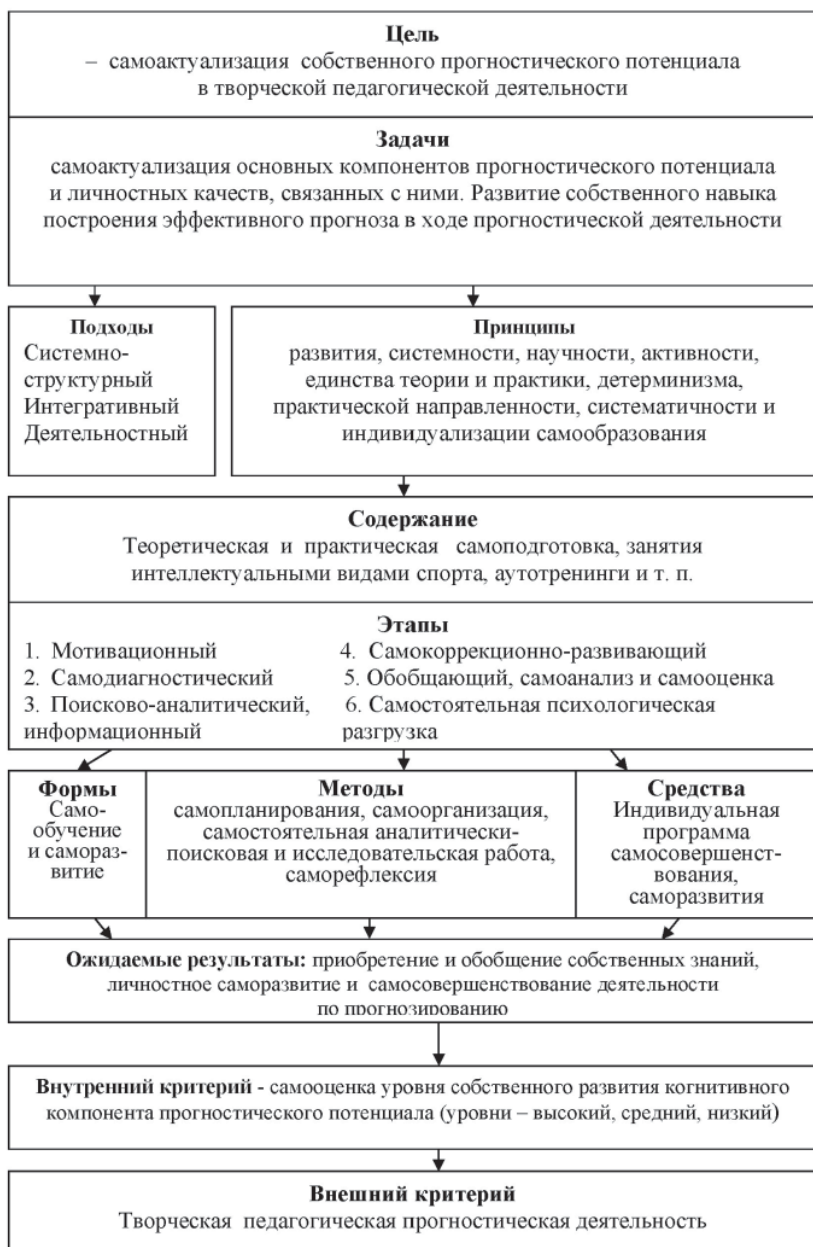 Цель
– самоактуализация собственного прогностического потенциала
в творческой педагогической деятельности
Задачи
самоактуализация основных компонентов прогностического потенциала
и личностных качеств, связанных с ними. Развитие собственного навыка
построения эффективного прогноза в ходе прогностической деятельности
Подходы
Системно-
структурный
Интегративный
Деятельностный
Принципы
развития, системности, научности, активности,
единства теории и практики, детерминизма,
практической направленности, систематичности и
индивидуализации самообразования
Содержание
Теоретическая и практическая самоподготовка, занятия
интеллектуальными видами спорта, аутотренинги и т. п.
Этапы
1. Мотивационный
2. Самодиагностический
3. Поисково-аналитический,
информационный
4. Самокоррекционно-развивающий
5. Обобщающий, самоанализ и самооценка
6. Самостоятельная психологическая
разгрузка
Формы
Само-
обучение
и самораз-
витие
Методы
самопланирования, самоорганизация,
самостоятельная аналитически-
поисковая и исследовательская работа,
саморефлексия
Средства
Индивидуальная
программа
самосовершенст-
вования,
саморазвития
Ожидаемые результаты: приобретение и обобщение собственных знаний,
личностное саморазвитие и самосовершенствование деятельности
по прогнозированию
Внутренний критерий - самооценка уровня собственного развития когнитивного
компонента прогностического потенциала (уровни – высокий, средний, низкий)
Внешний критерий
Творческая педагогическая прогностическая деятельность